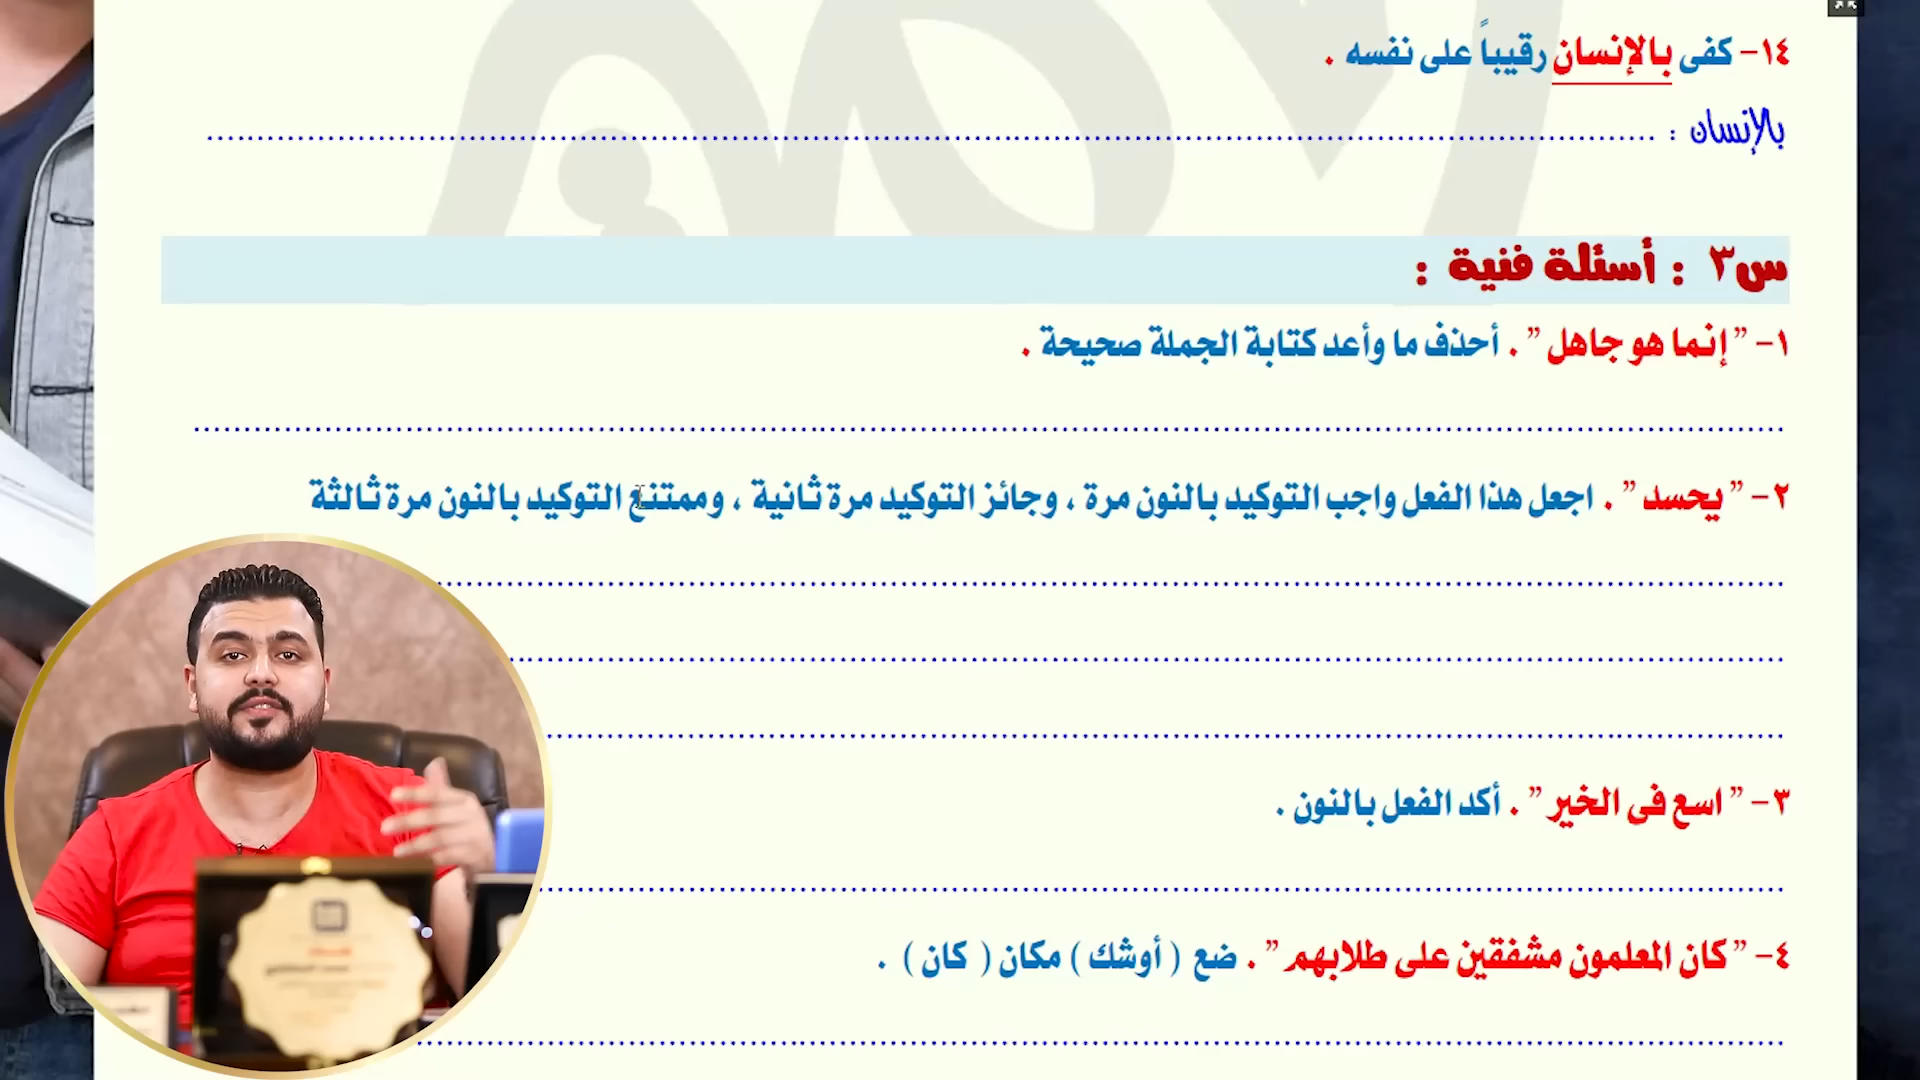 ١٤- كفى بالإنسان رقيباً على نفسه .
بالإنسان : ........................................................................
س٣ : أسئلة فنية :
١- " إنما هو جاهل " . أحذف ما وأعد كتابة الجملة صحيحة .
٢- " يحسد " . اجعل هذا الفعل واجب التوكيد بالنون مرة ، وجائز التوكيد مرة ثانية ، وممتنع التوكيد بالنون مرة ثالثة
٣- " اسع فى الخير " . أكد الفعل بالنون .
٤- " كان المعلمون مشفقين على طلابهم " . ضع ( أوشك ) مكان ( كان ) .